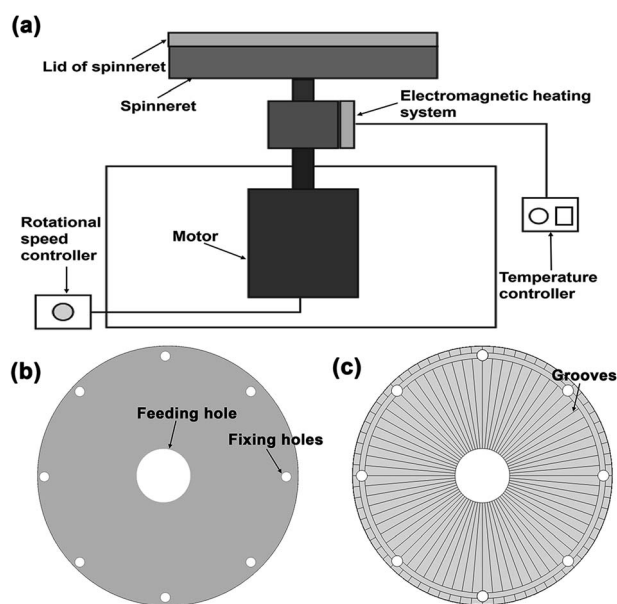 (a)
Lid of spinneret
Spinneret
Electromagnetic heating
system
Rotational
speed
controller
Motor
Temperature
controller
(b)
Feeding hole
Fixing holes
(c)
Grooves